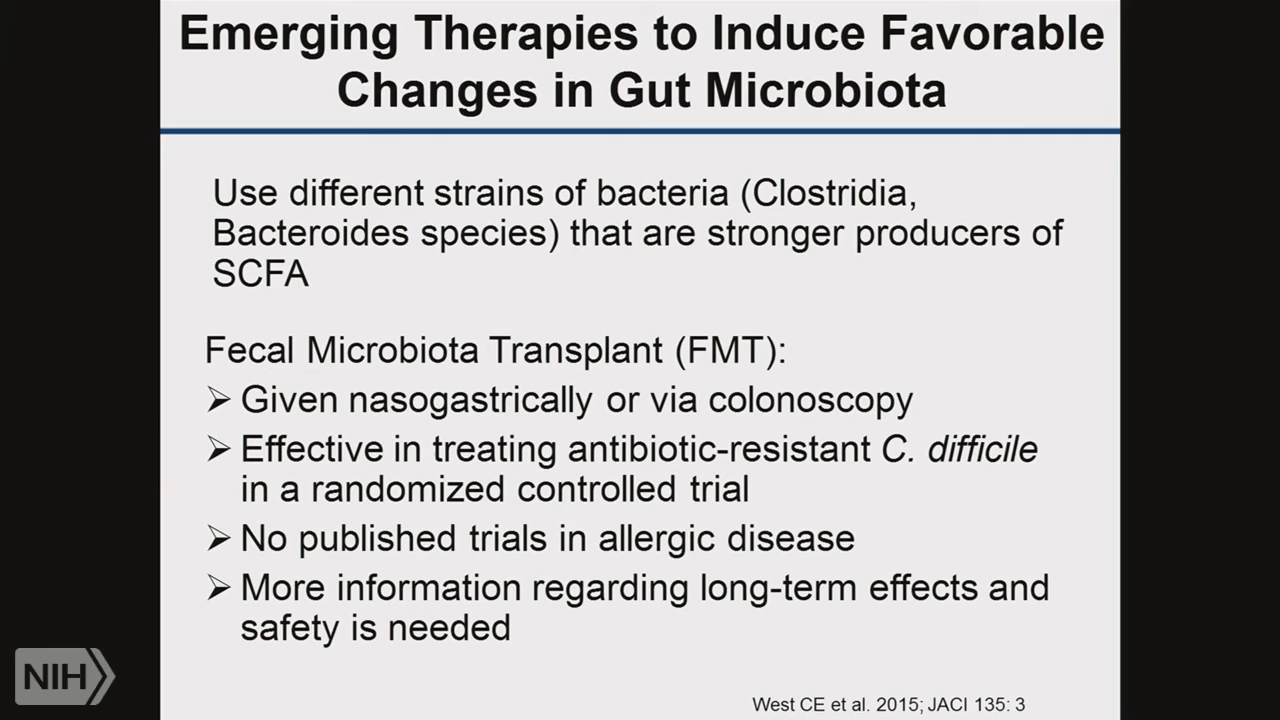 Emerging Therapies to Induce Favorable
Changes in Gut Microbiota
Use different strains of bacteria (Clostridia,
Bacteroides species) that are stronger producers of
SCFA
Fecal Microbiota Transplant (FMT):
➢ Given nasogastrically or via colonoscopy
➢ Effective in treating antibiotic-resistant C. difficile
in a randomized controlled trial
➢ No published trials in allergic disease
➢ More information regarding long-term effects and
safety is needed
NIH
West CE et al. 2015; JACI 135: 3